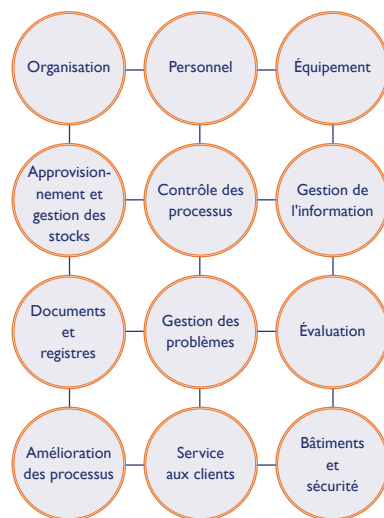 Organisation
Personnel
Équipement
Approvision-
nement et
gestion des
stocks
Contrôle des
processus
Gestion de
l'information
Documents
et
registres
Gestion des
problèmes
Évaluation
Amélioration
des processus
Service
aux clients
Bâtiments
et
sécurité